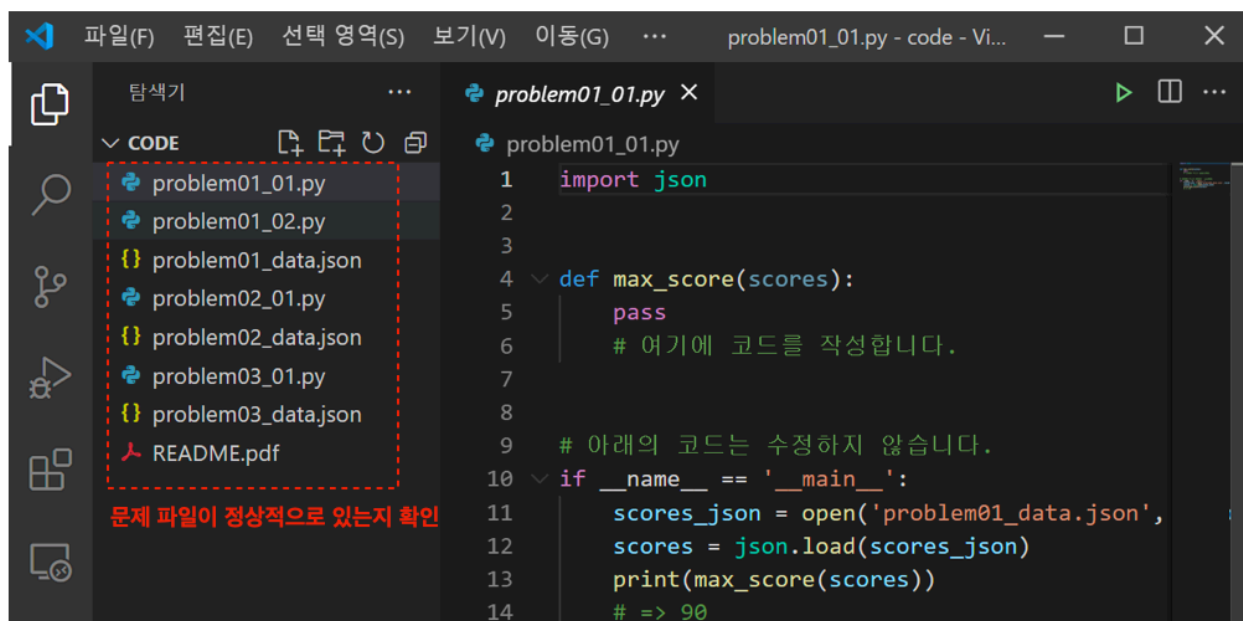 파일(F) 편집(E) 선택 영역(S) 보기(V) 이동(G) ... problem01_01.py - code - Vi...
탐색기
problem01_01.py
CODE
problem01_01.py
problem01_01.py
problem01_02.py
problem01_data.json
problem02_01.py
problem02_data.json
problem03_01.py
problem03_data.json
README.pdf
문제 파일이 정상적으로 있는지 확인
1 import json
2
3
4 def max_score(scores):
5 pass
6 # 여기에 코드를 작성합니다.
7
8
9 # 아래의 코드는 수정하지 않습니다.
10 if __name__ == '__main__':
11 scores_json = open('problem01_data.json',
12 scores = json.load(scores_json)
13 print(max_score(scores))
14 # => 90